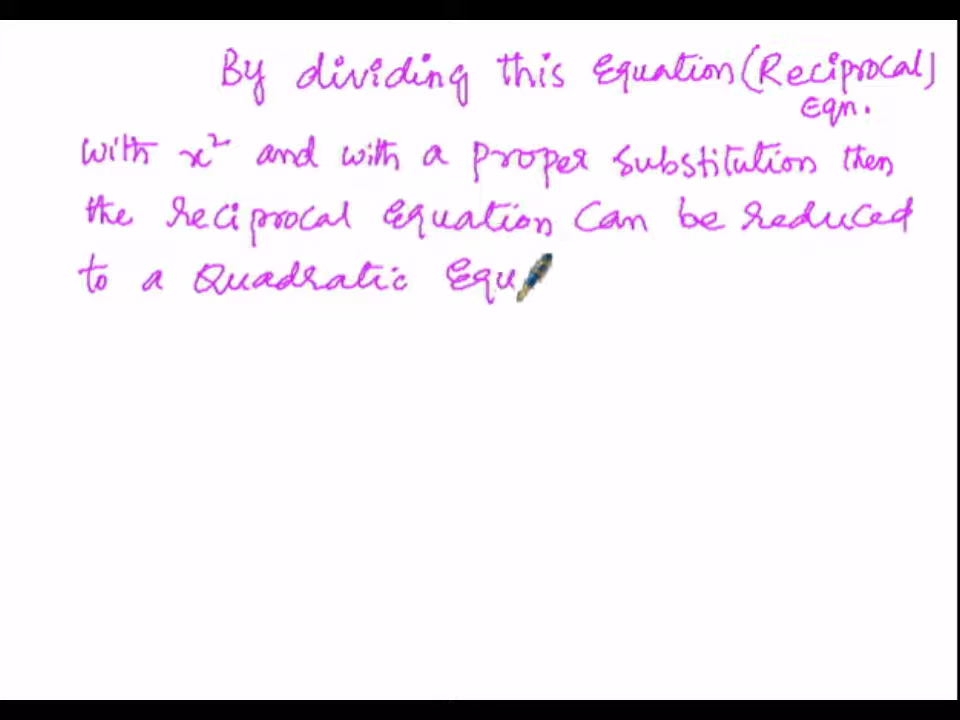 By dividing this Equation (Reciprocal)
Eqn.
with x² and with a proper substitution then
the reciprocal Equation Can be reduced
to a Quadratic Equ